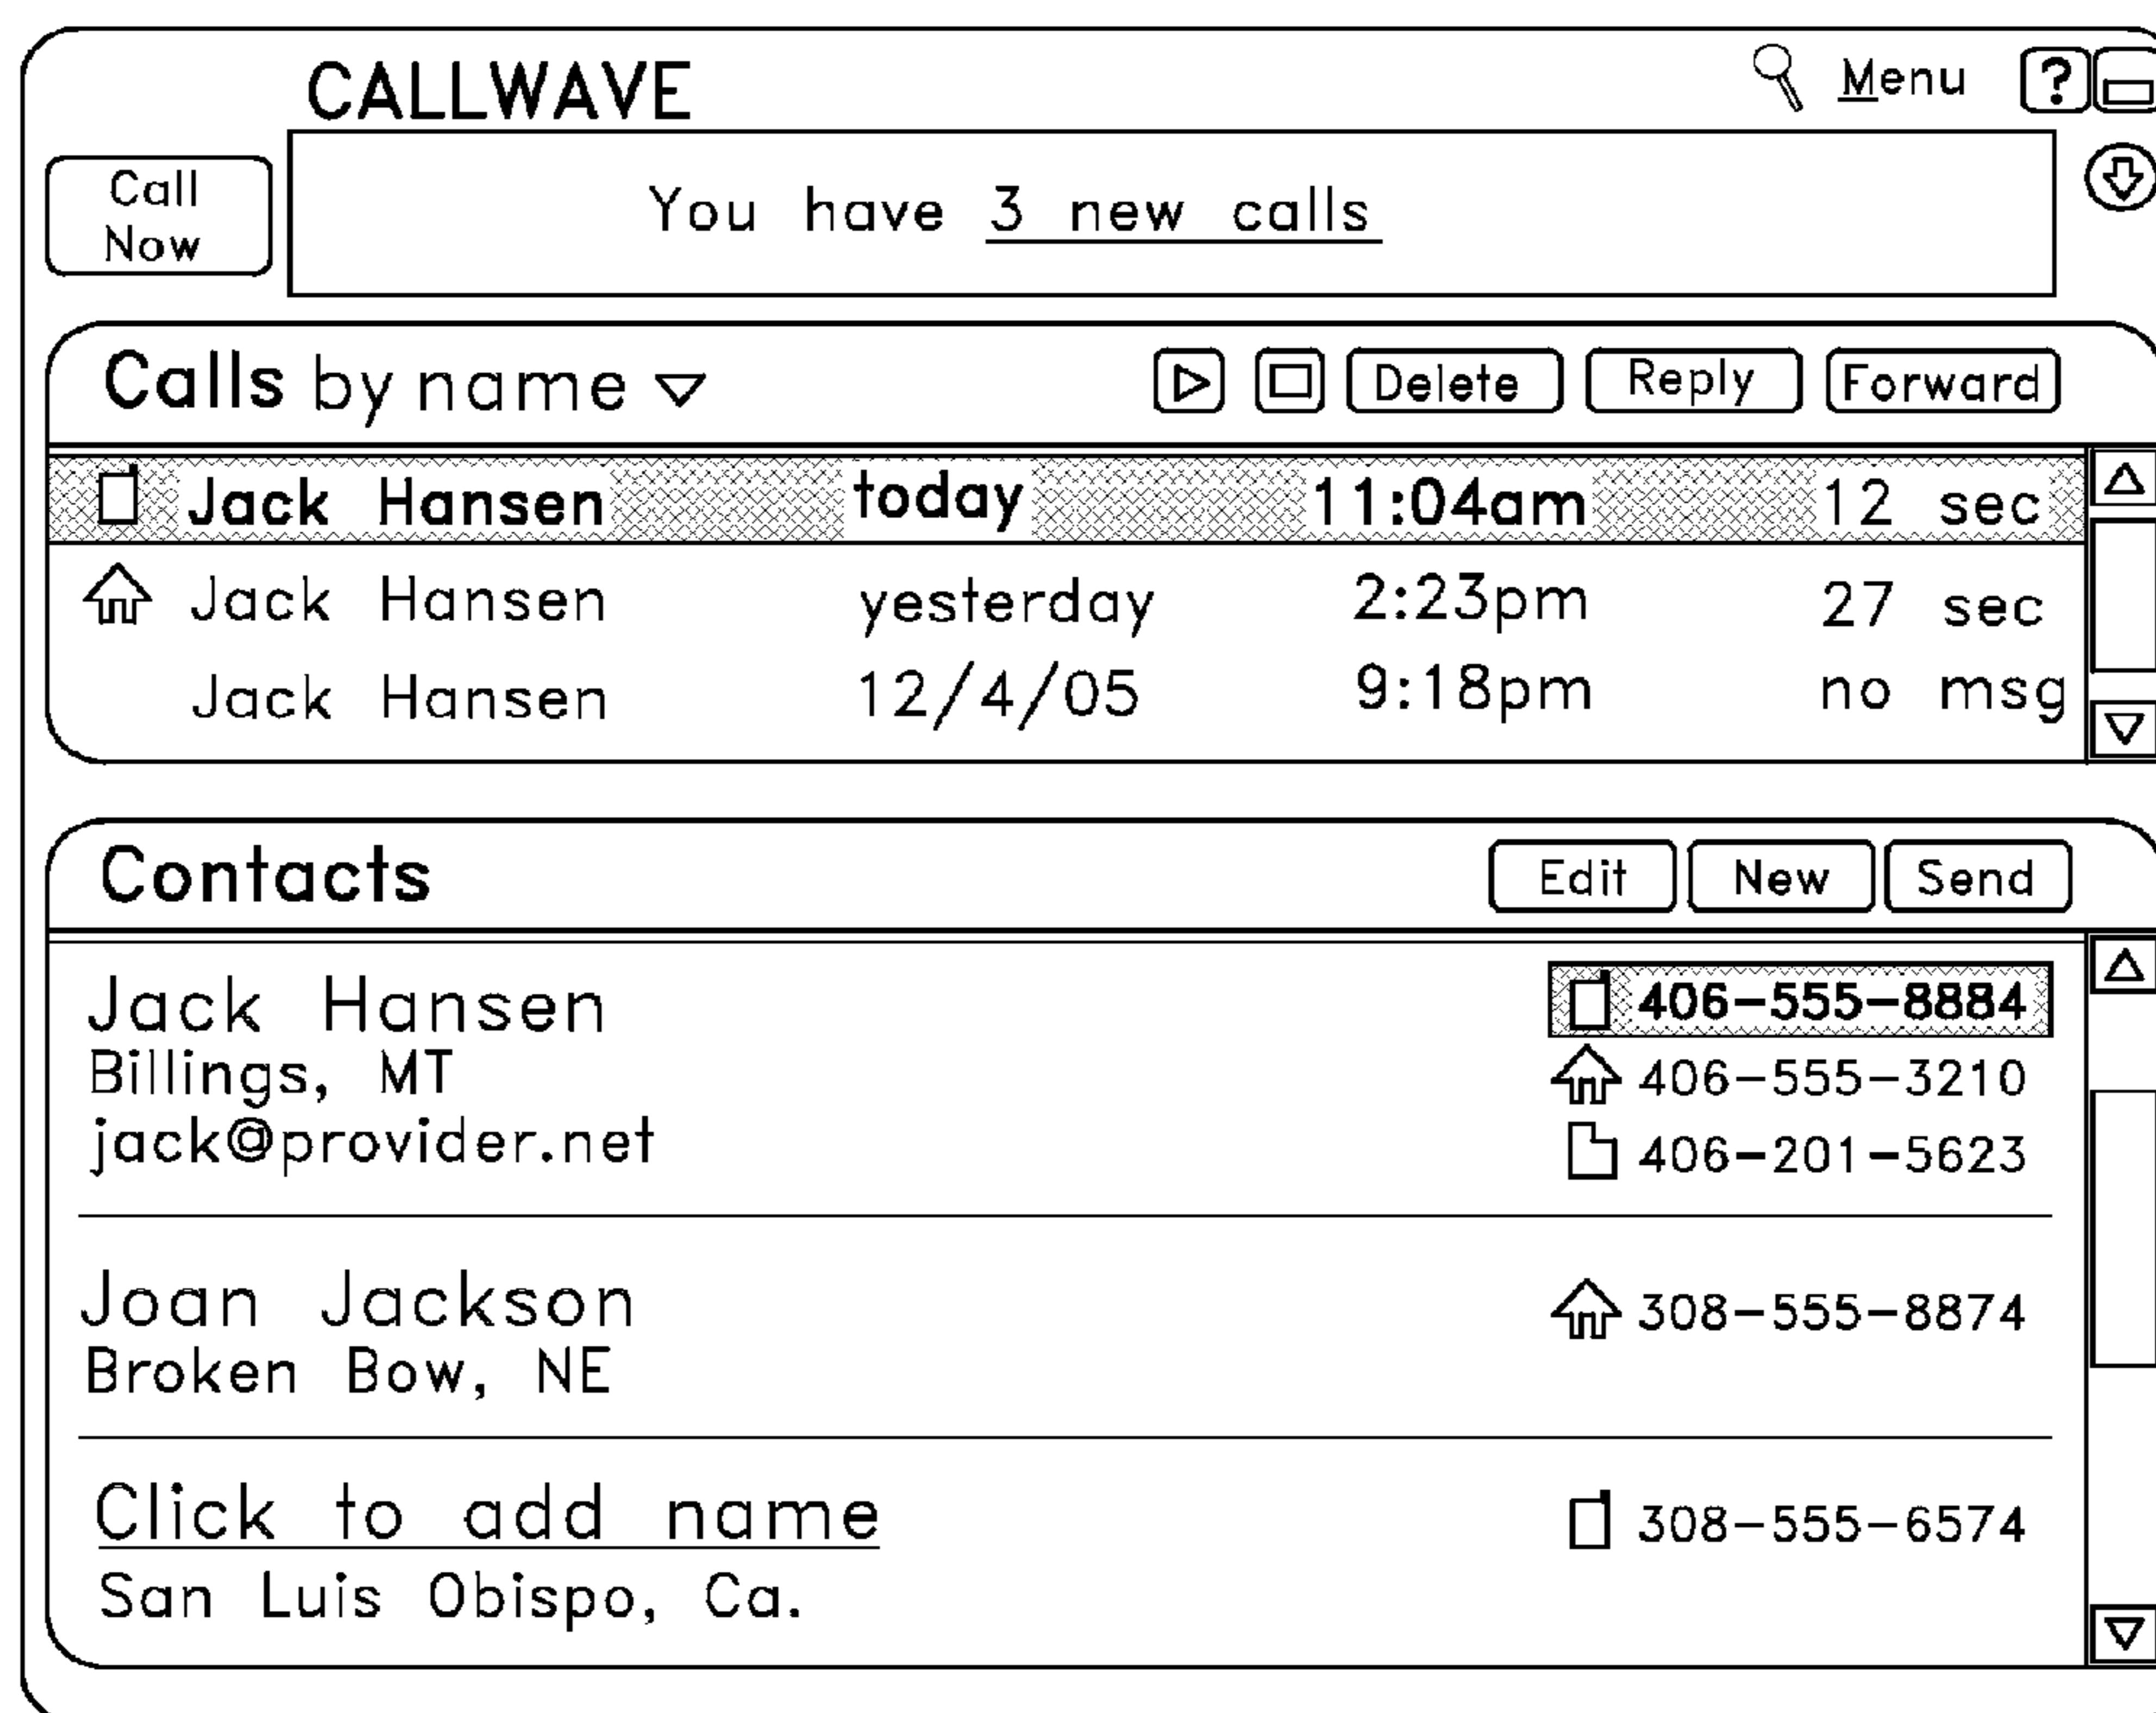 CALLWAVE Menu ?
Call
Now
You have 3 new calls
Calls by name Delete Reply Forward
Jack Hansen today 11:04am 12 sec
Jack Hansen yesterday 2:23pm 27 sec
Jack Hansen 12/4/05 9:18pm no msg
Contacts Edit New Send
Jack Hansen 406-555-8884
Billings, MT 406-555-3210
jack@provider.net 406-201-5623
Joan Jackson 308-555-8874
Broken Bow, NE
Click to add name 308-555-6574
San Luis Obispo, Ca.